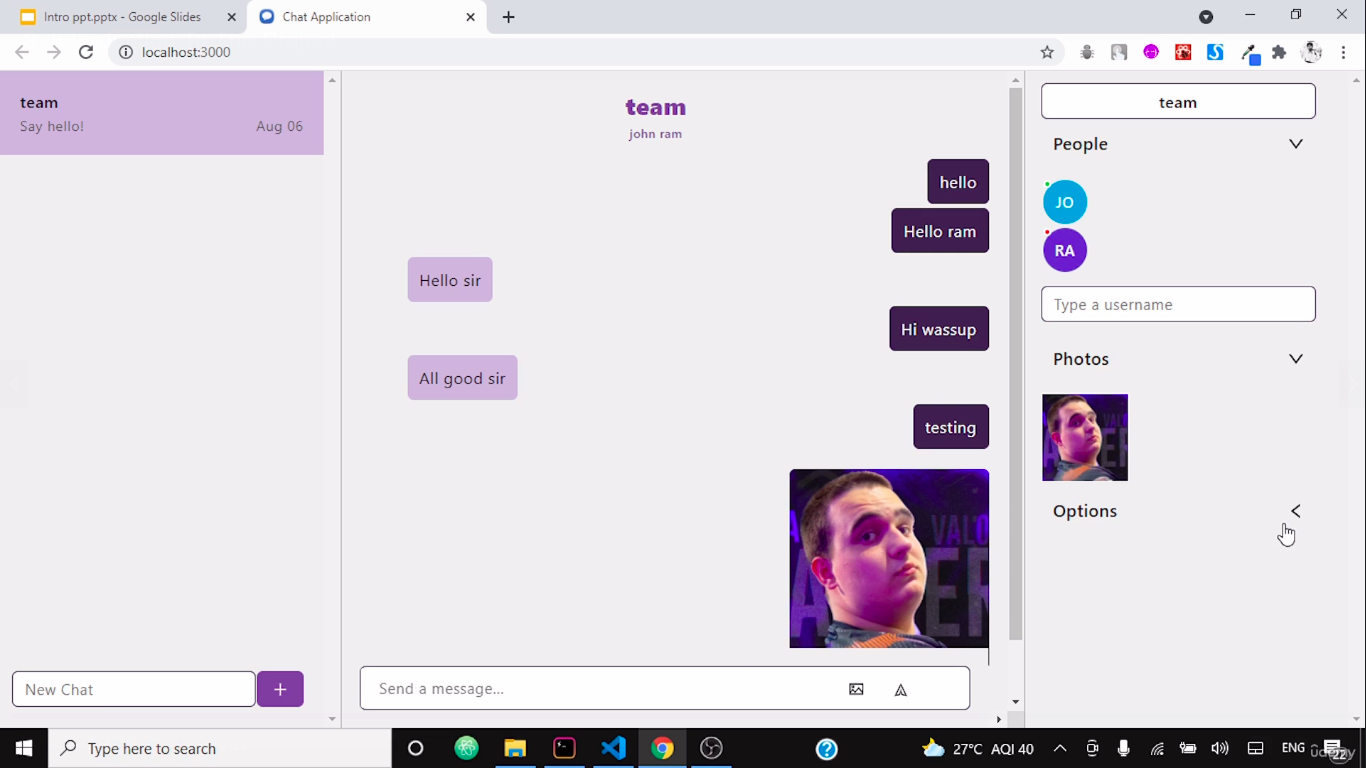 Intro ppt.pptx - Google Slides
Chat Application
localhost:3000
team
Say hello!
Aug 06
New Chat
+
team
john ram
hello
Hello ram
Hello sir
Hi wassup
All good sir
testing
Send a message...
team
People
JO
RA
Type a username
Photos
Options
Type here to search
27°C AQI 40
ENG
22
udemy